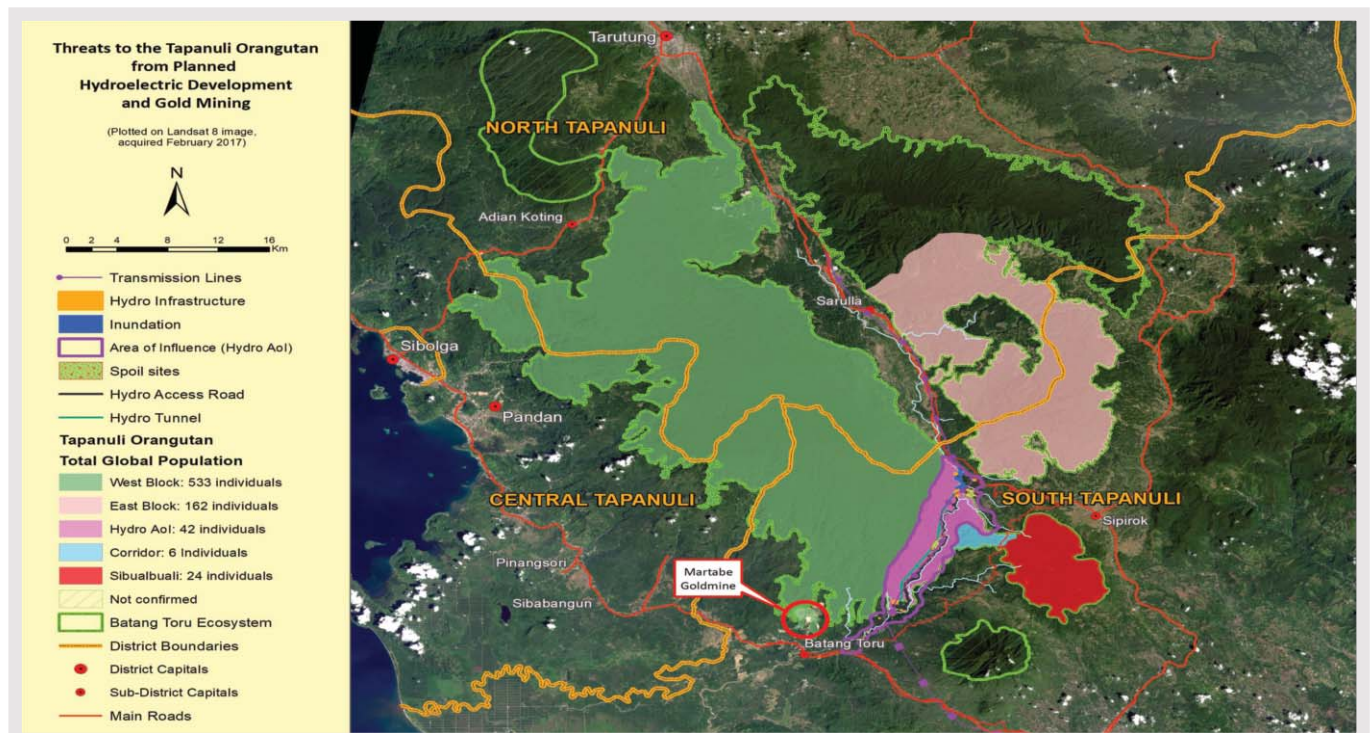 Threats to the Tapanuli Orangutan
from Planned
Hydroelectric Development
and Gold Mining
(Plotted on Landsat 8 image,
acquired February 2017)
N
0 2 4 8 12 16
Km
Transmission Lines
Hydro Infrastructure
Inundation
Area of Influence (Hydro AoI)
Spoil sites
Hydro Access Road
Hydro Tunnel
Tapanuli Orangutan
Total Global Population
West Block: 533 individuals
East Block: 162 individuals
Hydro AoI: 42 individuals
Corridor: 6 Individuals
Sibualbuali: 24 individuals
Not confirmed
Batang Toru Ecosystem
District Boundaries
District Capitals
Sub-District Capitals
Main Roads
Tarutung
NORTH TAPANULI
Adian Koting
Sarulla
Sibolga
Pandan
CENTRAL TAPANULI
SOUTH TAPANULI
Sipirok
Pinangsori
Martabe
Goldmine
Sibabangun
Batang Toru